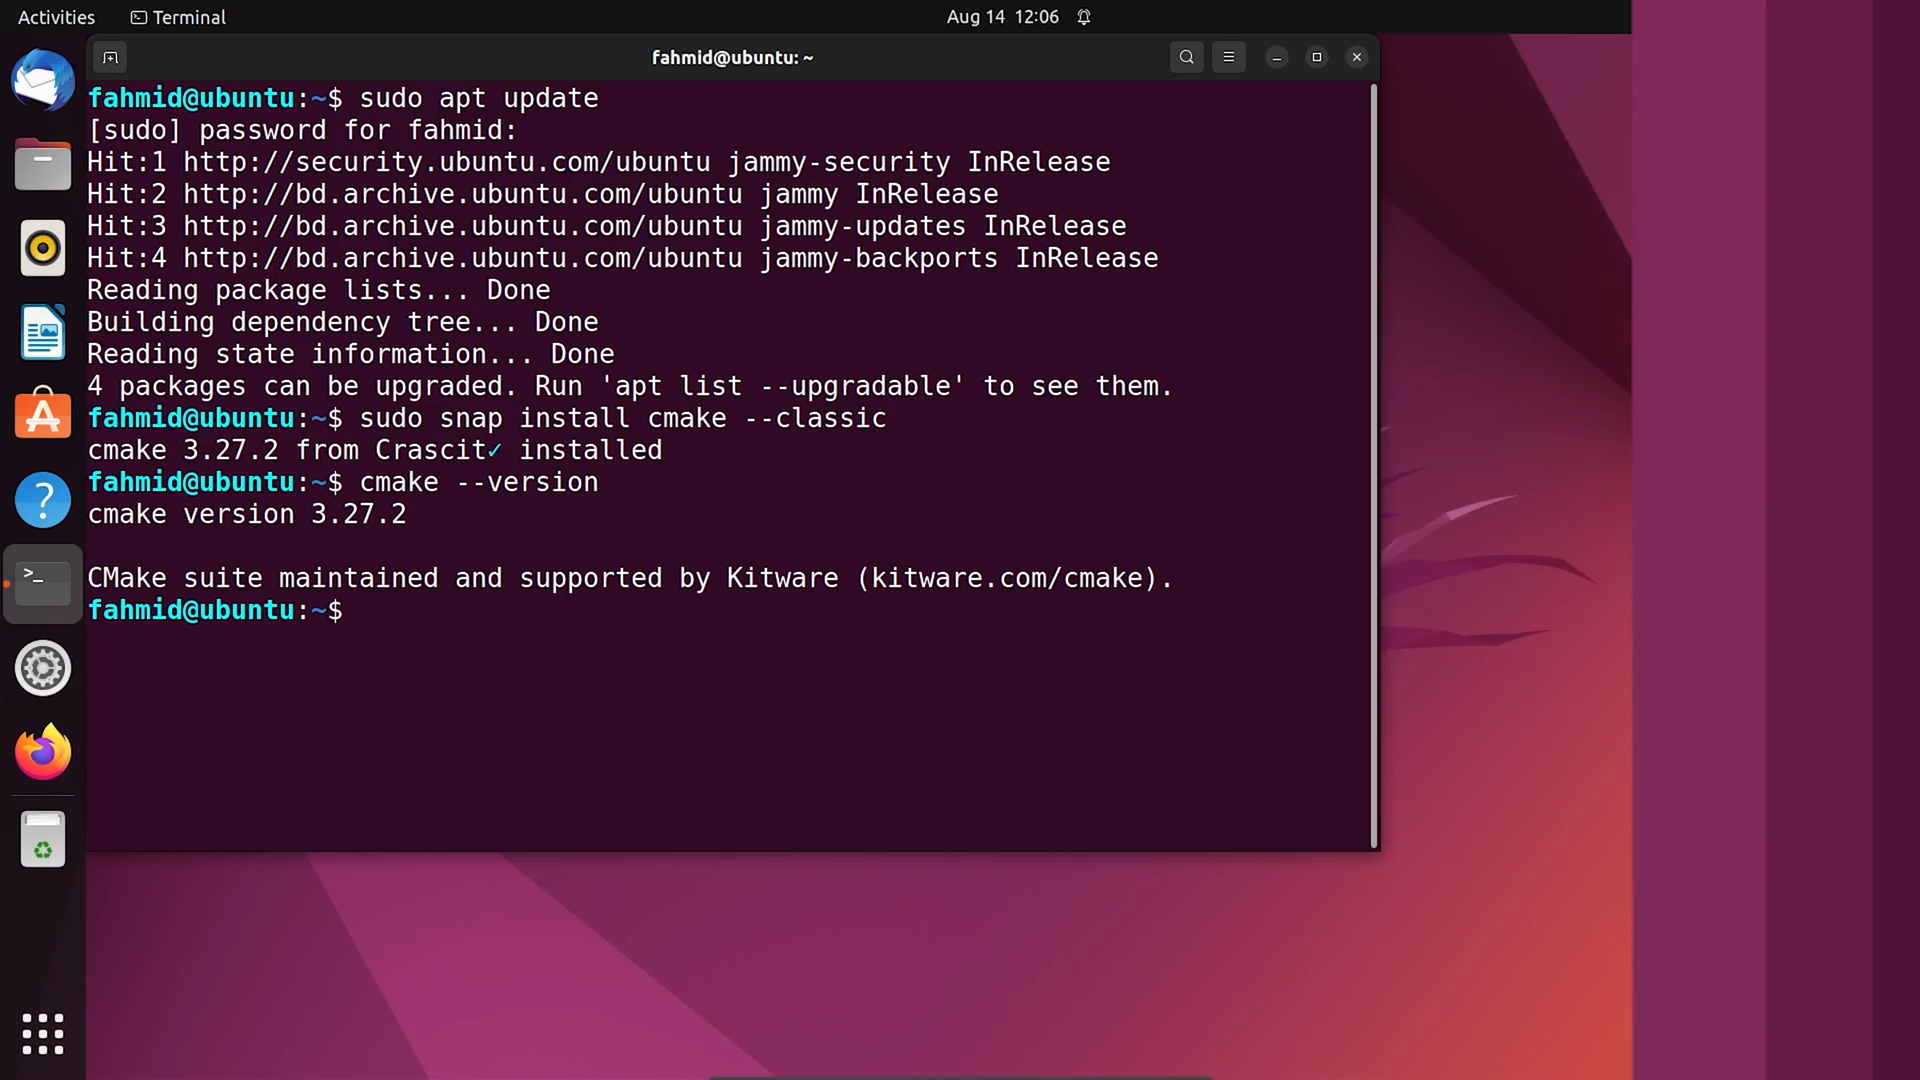 Activities
Terminal
Aug 14 12:06
fahmid@ubuntu: ~
fahmid@ubuntu:~$ sudo apt update
[sudo] password for fahmid:
Hit:1 http://security.ubuntu.com/ubuntu jammy-security InRelease
Hit:2 http://bd.archive.ubuntu.com/ubuntu jammy InRelease
Hit:3 http://bd.archive.ubuntu.com/ubuntu jammy-updates InRelease
Hit:4 http://bd.archive.ubuntu.com/ubuntu jammy-backports InRelease
Reading package lists... Done
Building dependency tree... Done
Reading state information... Done
4 packages can be upgraded. Run 'apt list --upgradable' to see them.
fahmid@ubuntu:~$ sudo snap install cmake --classic
cmake 3.27.2 from Crascit✓ installed
fahmid@ubuntu:~$ cmake --version
cmake version 3.27.2
CMake suite maintained and supported by Kitware (kitware.com/cmake).
fahmid@ubuntu:~$